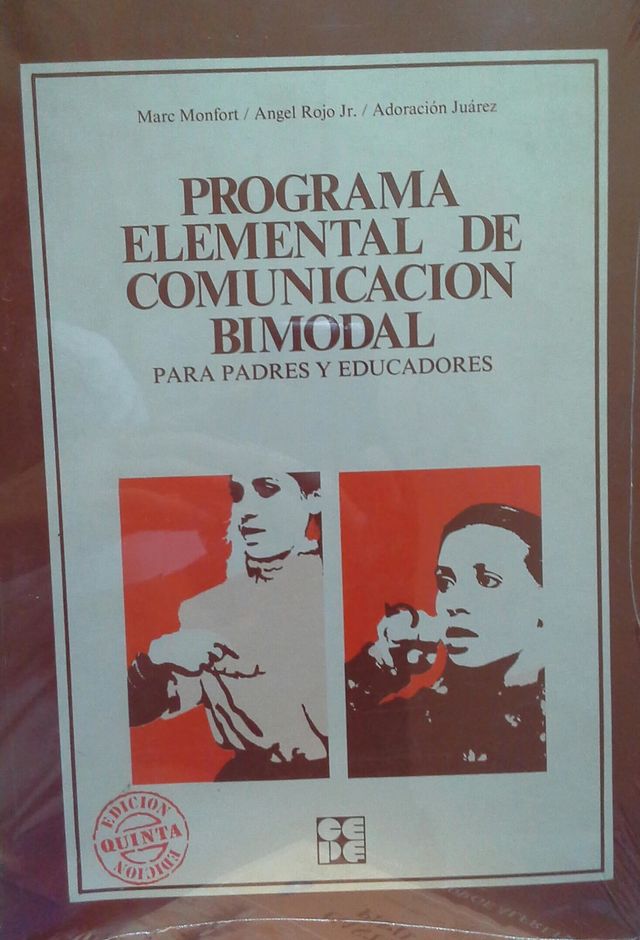 Marc Monfort / Angel Rojo Jr. / Adoración Juárez
PROGRAMA
ELEMENTAL DE
COMUNICACION
BIMODAL
PARA PADRES Y EDUCADORES
EDICION
QUINTA
EDICION
CE
DE